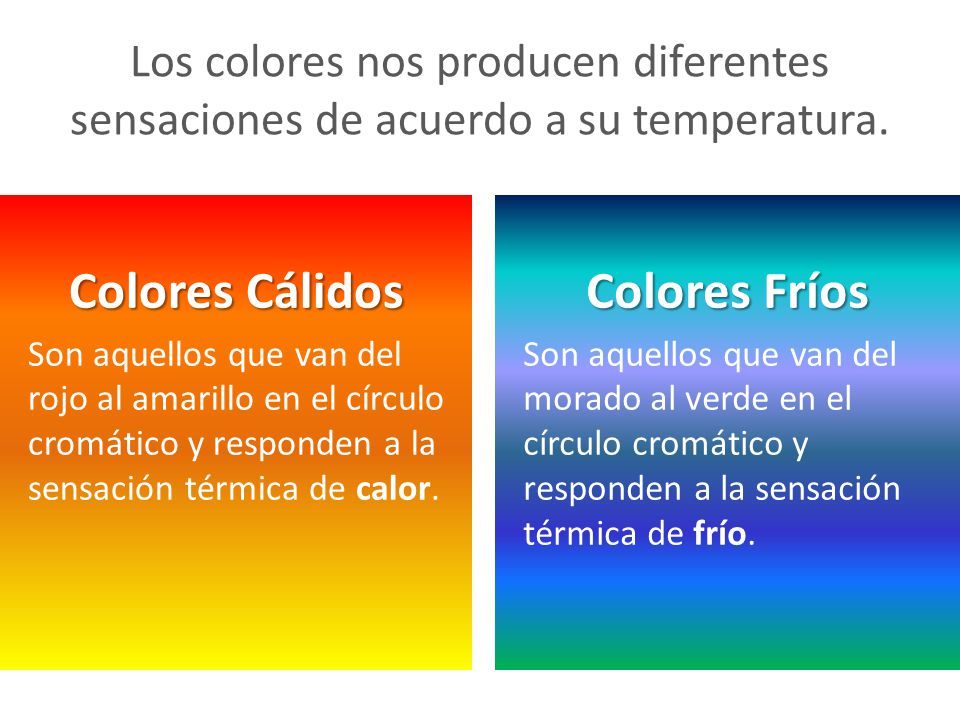 Los colores nos producen diferentes
sensaciones de acuerdo a su temperatura.
Colores Cálidos
Son aquellos que van del
rojo al amarillo en el círculo
cromático y responden a la
sensación térmica de calor.
Colores Fríos
Son aquellos que van del
morado al verde en el
círculo cromático y
responden a la sensación
térmica de frío.